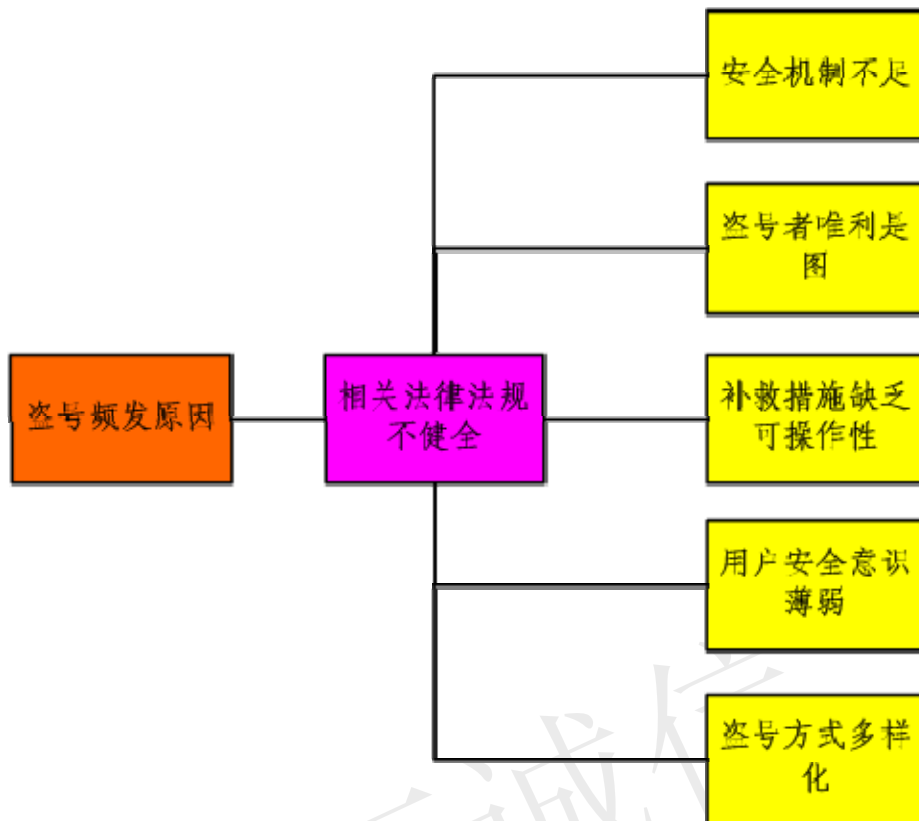 安全机制不足
盗号者唯利是
图
盗号频发原因
相关法律法规
不健全
补救措施缺乏
可操作性
用户安全意识
薄弱
盗号方式多样
化
诚信